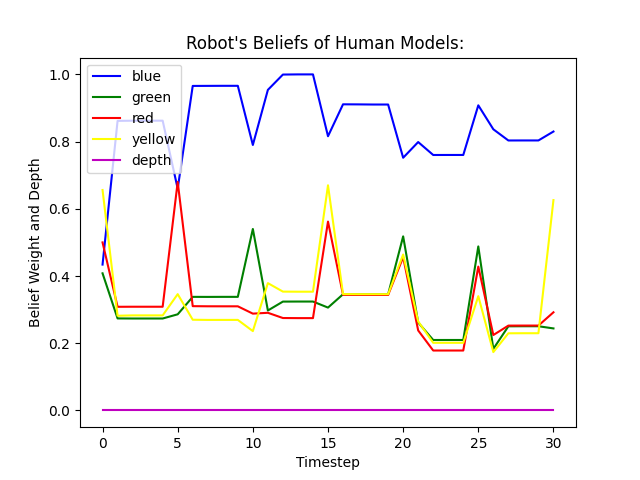 Robot's Beliefs of Human Models:
blue
green
red
yellow
depth
Belief Weight and Depth
1.0
0.8
0.6
0.4
0.2
0.0
0 5 10 15 20 25 30
Timestep